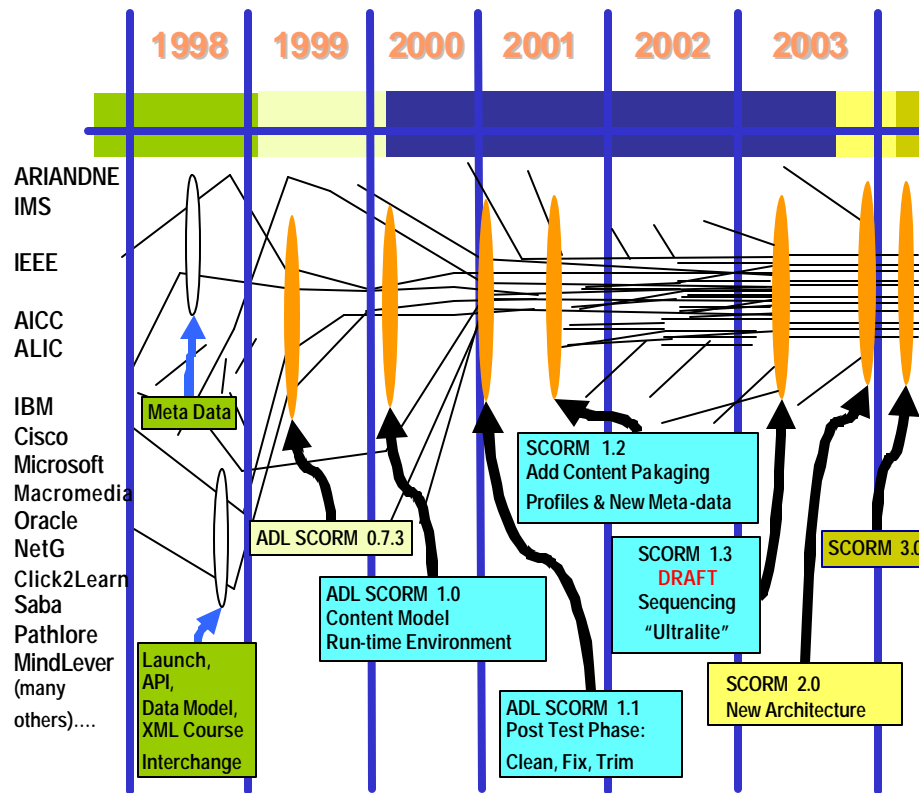 1998 1999 2000 2001 2002 2003
ARIANDNE
IMS
IEEE
AICC
ALIC
IBM
Cisco
Microsoft
Macromedia
Oracle
NetG
Click2Learn
Saba
Pathlore
MindLever
(many
others)....
Meta Data
Launch,
API,
Data Model,
XML Course
Interchange
ADL SCORM 0.7.3
ADL SCORM 1.0
Content Model
Run-time Environment
ADL SCORM 1.1
Post Test Phase:
Clean, Fix, Trim
SCORM 1.2
Add Content Pakaging
Profiles & New Meta-data
SCORM 1.3
DRAFT
Sequencing
“Ultralite”
SCORM 2.0
New Architecture
SCORM 3.0